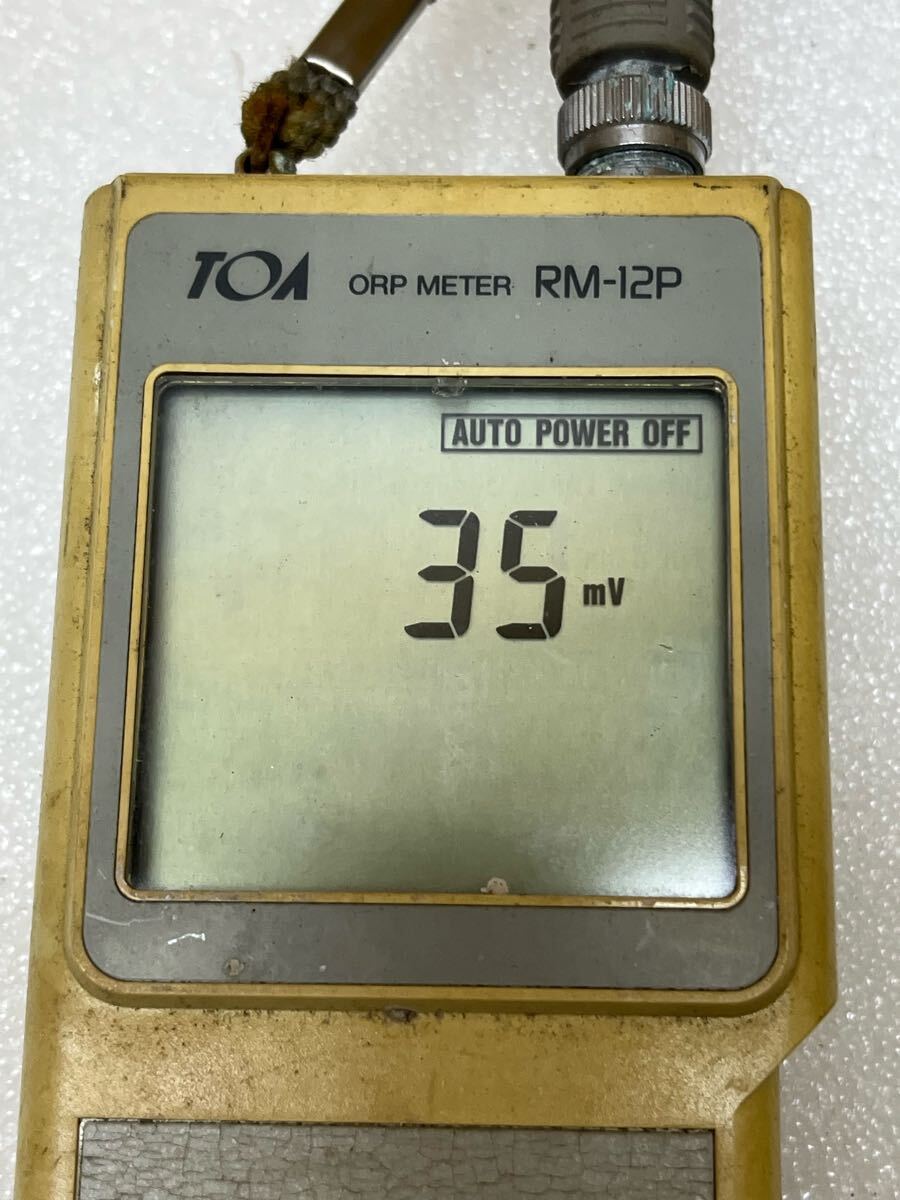 TOA ORP METER RM-12P
AUTO POWER OFF
35 mV